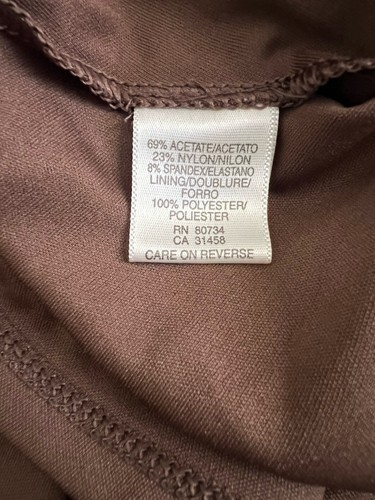 69% ACETATE/ACETATO
23% NYLON/NILON
8% SPANDEX/ELASTANO
LINING/DOUBLURE/
FORRO
100% POLYESTER/
POLIESTER
RN 80734
CA 31458
CARE ON REVERSE